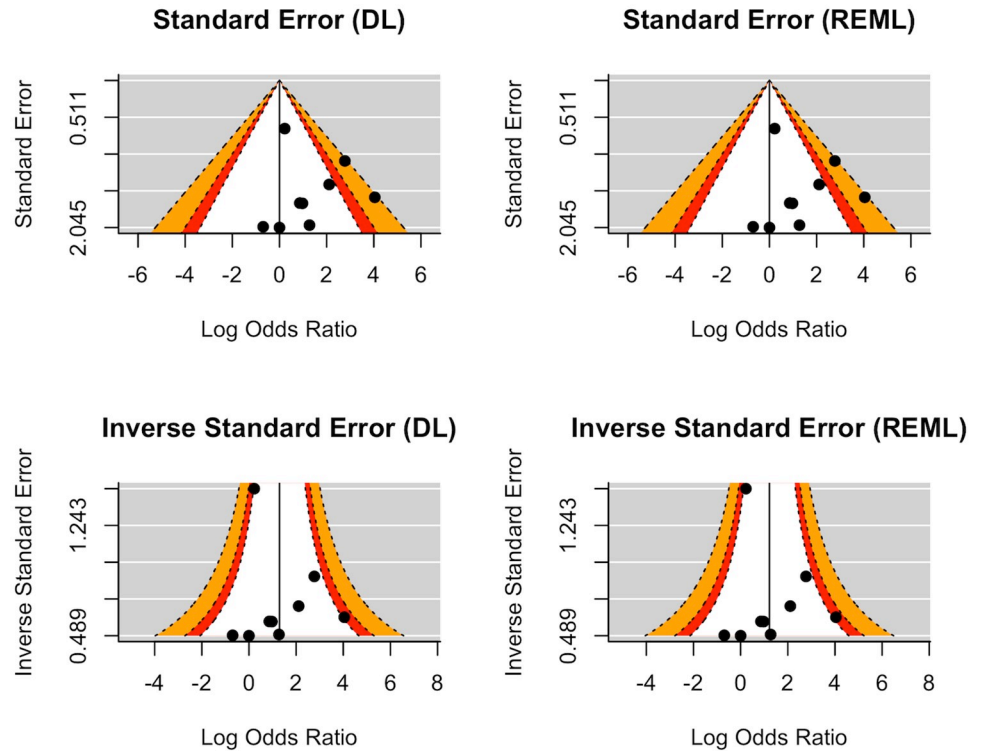 Standard Error (DL)
Standard Error
0.511
2.045
-6 -4 -2 0 2 4 6
Log Odds Ratio
Standard Error (REML)
Standard Error
0.511
2.045
-6 -4 -2 0 2 4 6
Log Odds Ratio
Inverse Standard Error (DL)
Inverse Standard Error
1.243
0.489
-4 -2 0 2 4 6 8
Log Odds Ratio
Inverse Standard Error (REML)
Inverse Standard Error
1.243
0.489
-4 -2 0 2 4 6 8
Log Odds Ratio